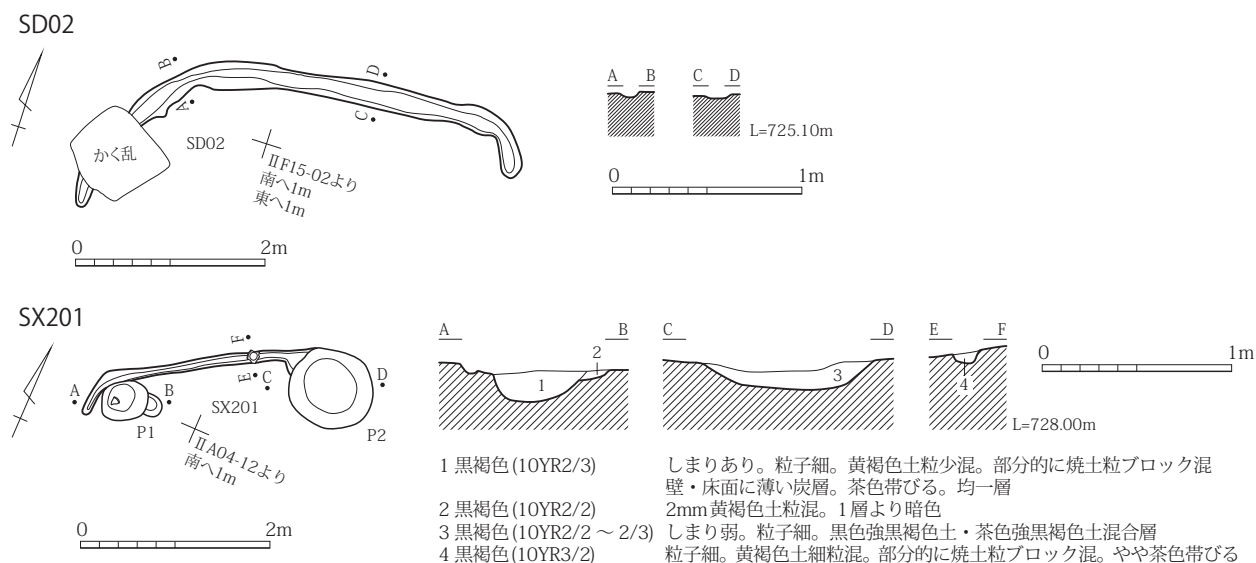 SD02
B
D
A
C
かく乱
SD02
ⅡF15-02より
南へ1m
東へ1m
0 2m
A B C D
L=725.10m
0 1m
SX201
F
A
B
E
C
D
SX201
P1
P2
ⅡA04-12より
南へ1m
0 2m
A B C D E F
2
1
3
4
0 1m
L=728.00m
1 黒褐色(10YR2/3) しまりあり。粒子細。黄褐色土粒少混。部分的に焼土粒ブロック混
壁・床面に薄い炭層。茶色帯びる。均一層
2 黒褐色(10YR2/2) 2mm黄褐色土粒混。1層より暗色
3 黒褐色(10YR2/2 ～ 2/3) しまり弱。粒子細。黒色強黒褐色土・茶色強黒褐色土混合層
4 黒褐色(10YR3/2) 粒子細。黄褐色土細粒混。部分的に焼土粒ブロック混。やや茶色帯びる